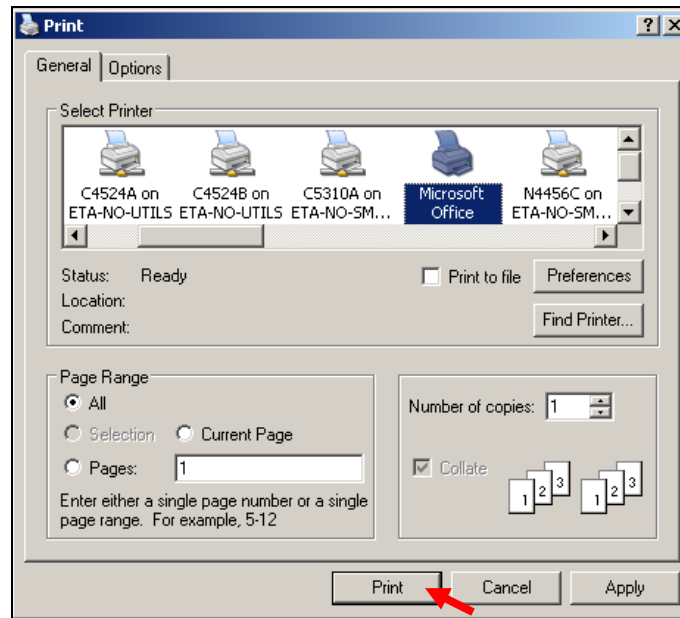 Print
General Options
Select Printer
C4524A on C4524B on C5310A on Microsoft N4456C on
ETA-NO-UTILS ETA-NO-UTILS ETA-NO-SM... Office ETA-NO-SM...
Status: Ready Print to file Preferences
Location:
Comment: Find Printer...
Page Range
All Number of copies: 1
Selection Current Page
Pages: 1 Collate
Enter either a single page number or a single
page range. For example, 5-12
1 2 3 1 2 3
Print Cancel Apply